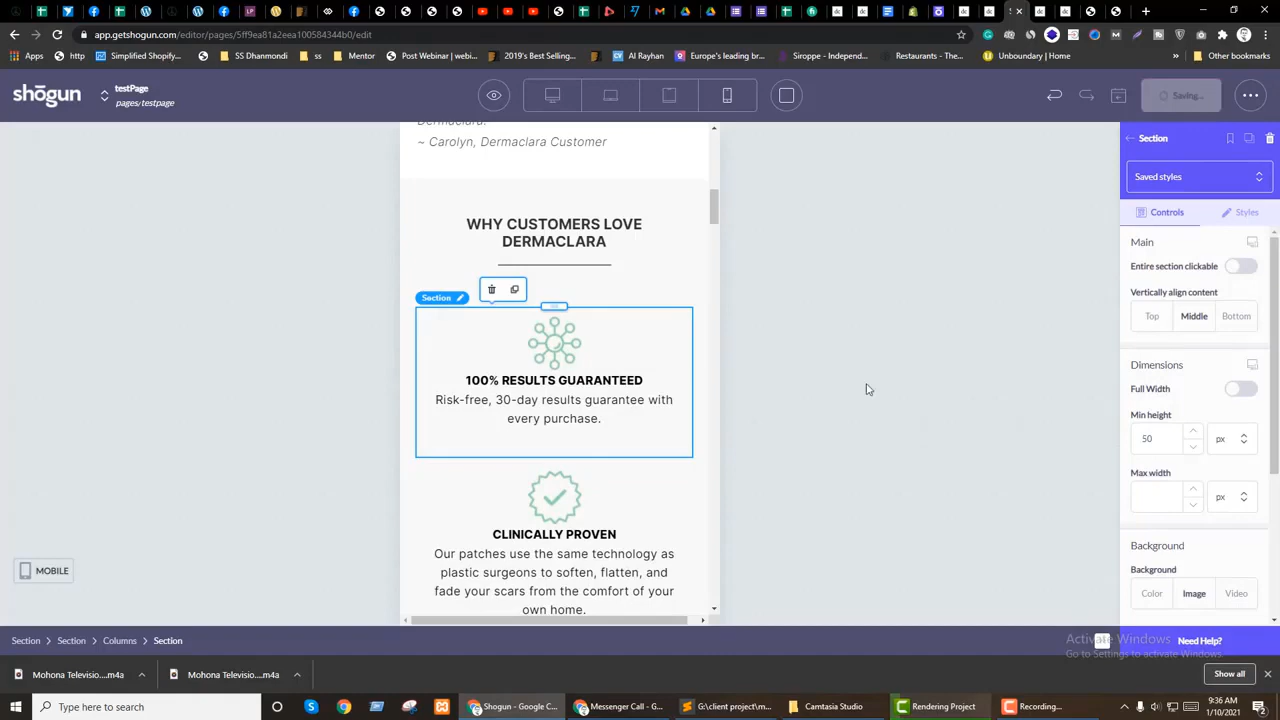 app.getshogun.com/editor/pages/5ff9ea81a2eea100584344b0/edit
Apps
http
Simplified Shopify...
SS Dhanmondi
ss
Mentor
Post Webinar | webi...
2019's Best Selling...
Al Rayan
Europe's leading br...
Siroppe - Independ...
Restaurants - The...
Unboundary | Home
Other bookmarks
shōgun
testPage
pages/testpage
Saving...
Dermaclara.
~ Carolyn, Dermaclara Customer
WHY CUSTOMERS LOVE
DERMACLARA
Section
100% RESULTS GUARANTEED
Risk-free, 30-day results guarantee with
every purchase.
CLINICALLY PROVEN
Our patches use the same technology as
plastic surgeons to soften, flatten, and
fade your scars from the comfort of your
own home.
MOBILE
Section
Saved styles
Controls
Styles
Main
Entire section clickable
Vertically align content
Top
Middle
Bottom
Dimensions
Full Width
Min height
50
px
Max width
px
Background
Background
Color
Image
Video
Section
Section
Columns
Section
Need Help?
Activate Windows
Go to Settings to activate Windows.
Mohona Televisio....m4a
Mohona Televisio....m4a
Show all
Type here to search
Shogun - Google C...
Messenger Call - G...
G:\client project\m...
Camtasia Studio
Rendering Project
Recording...
9:36 AM
1/10/2021